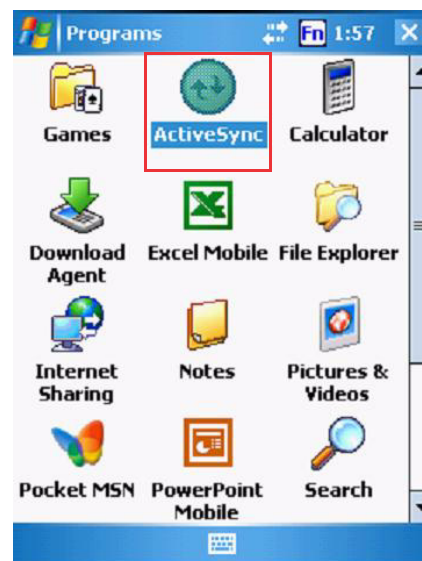 Programs Fn 1:57
Games ActiveSync Calculator
Download Agent Excel Mobile File Explorer
Internet Sharing Notes Pictures & Videos
Pocket MSN PowerPoint Mobile Search